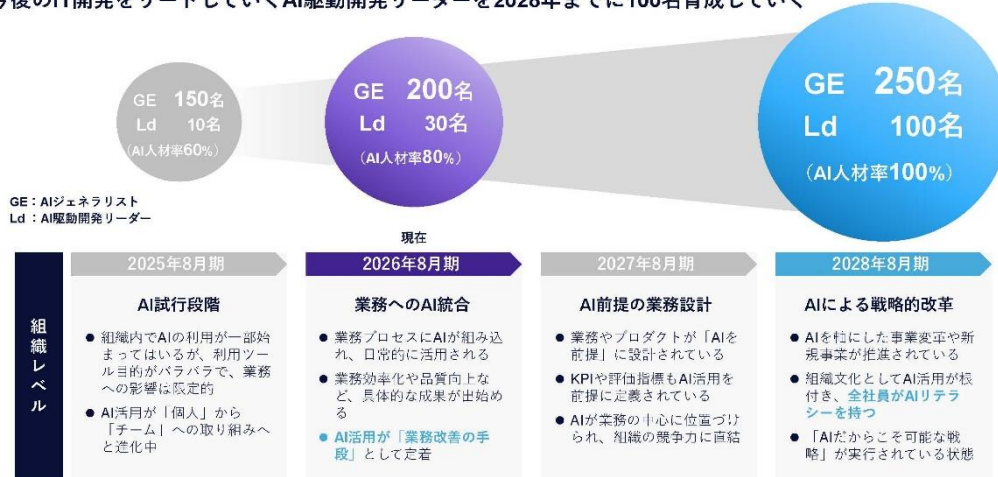 今後のIT開発をリードしていくAI駆動開発リーダーを2028年までに100名育成していく
GE 150名
Ld 10名
(AI人材率60%)
GE 200名
Ld 30名
(AI人材率80%)
GE 250名
Ld 100名
(AI人材率100%)
GE：AIジェネラリスト
Ld ：AI駆動開発リーダー
現在
組織レベル
2025年8月期
AI試行段階
● 組織内でAIの利用が一部始
まってはいるが、利用ツー
ル目的がバラバラで、業務
への影響は限定的
● AI活用が「個人」から
「チーム」への取り組みへ
と進化中
2026年8月期
業務へのAI統合
● 業務プロセスにAIが組み込
れ、日常的に活用される
● 業務効率化や品質向上な
ど、具体的な成果が出始め
る
● AI活用が「業務改善の手
段」として定着
2027年8月期
AI前提の業務設計
● 業務やプロダクトが「AIを
前提」に設計されている
● KPIや評価指標もAI活用を
前提に定義されている
● AIが業務の中心に位置づけ
られ、組織の競争力に直結
2028年8月期
AIによる戦略的改革
● AIを軸にした事業変革や新
規事業が推進されている
● 組織文化としてAI活用が根
付き、全社員がAIリテラ
シーを持つ
● 「AIだからこそ可能な戦
略」が実行されている状態